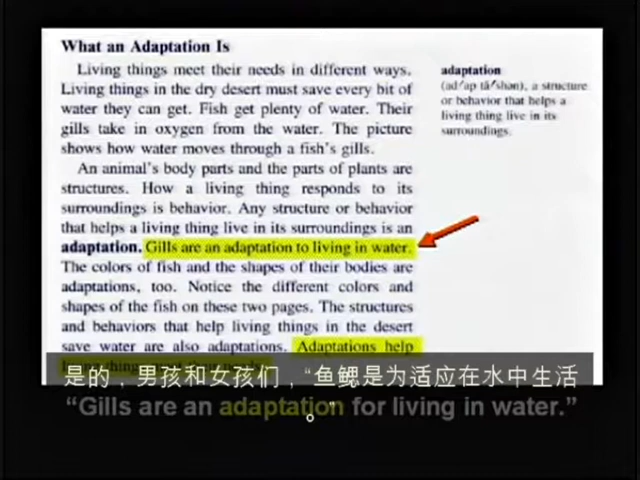 What an Adaptation Is
Living things meet their needs in different ways.
Living things in the dry desert must save every bit of
water they can get. Fish get plenty of water. Their
gills take in oxygen from the water. The picture
shows how water moves through a fish's gills.
An animal's body parts and the parts of plants are
structures. How a living thing responds to its
surroundings is behavior. Any structure or behavior
that helps a living thing live in its surroundings is an
adaptation. Gills are an adaptation to living in water.
The colors of fish and the shapes of their bodies are
adaptations, too. Notice the different colors and
shapes of the fish on these two pages. The structures
and behaviors that help living things in the desert
save water are also adaptations. Adaptations help
adaptation
(ad′ap tā′shən), a structure
or behavior that helps a
living thing live in its
surroundings.
是的，男孩和女孩们，“鱼鳃是为适应在水中生活
。”
“Gills are an adaptation for living in water.”